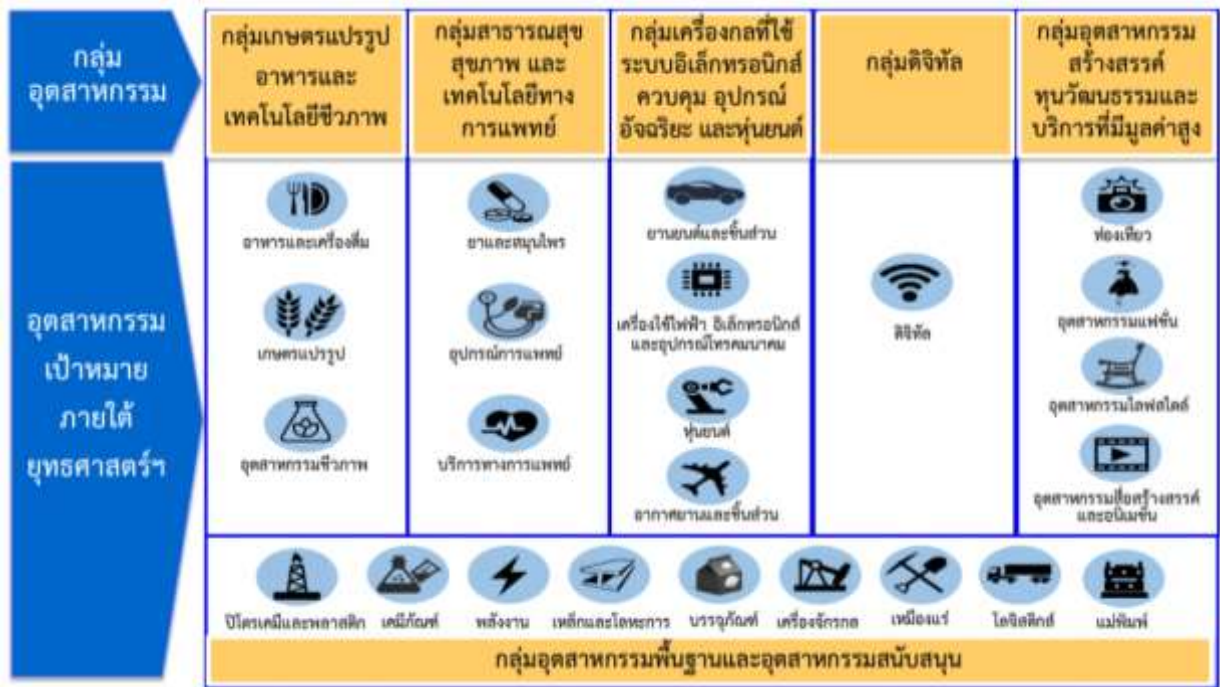 กลุ่ม
อุตสาหกรรม
กลุ่มเกษตรแปรรูป
อาหารและ
เทคโนโลยีชีวภาพ
กลุ่มสาธารณสุข
สุขภาพ และ
เทคโนโลยีทาง
การแพทย์
กลุ่มเครื่องกลที่ใช้
ระบบอิเล็กทรอนิกส์
ควบคุม อุปกรณ์
อัจฉริยะ และหุ่นยนต์
กลุ่มดิจิทัล
กลุ่มอุตสาหกรรม
สร้างสรรค์
ทุนวัฒนธรรมและ
บริการที่มีมูลค่าสูง
อุตสาหกรรม
เป้าหมาย
ภายใต้
ยุทธศาสตร์ฯ
อาหารและเครื่องดื่ม
เกษตรแปรรูป
อุตสาหกรรมชีวภาพ
ยาและสมุนไพร
อุปกรณ์การแพทย์
บริการทางการแพทย์
ยานยนต์และชิ้นส่วน
เครื่องใช้ไฟฟ้า อิเล็กทรอนิกส์
และอุปกรณ์โทรคมนาคม
หุ่นยนต์
อากาศยานและชิ้นส่วน
ดิจิทัล
ท่องเที่ยว
อุตสาหกรรมแฟชั่น
อุตสาหกรรมไลฟ์สไตล์
อุตสาหกรรมสื่อสร้างสรรค์
และอนิเมชั่น
ปิโตรเคมีและพลาสติก
เคมีภัณฑ์
พลังงาน
เหล็กและโลหะการ
บรรจุภัณฑ์
เครื่องจักรกล
เหมืองแร่
โลจิสติกส์
แม่พิมพ์
กลุ่มอุตสาหกรรมพื้นฐานและอุตสาหกรรมสนับสนุน